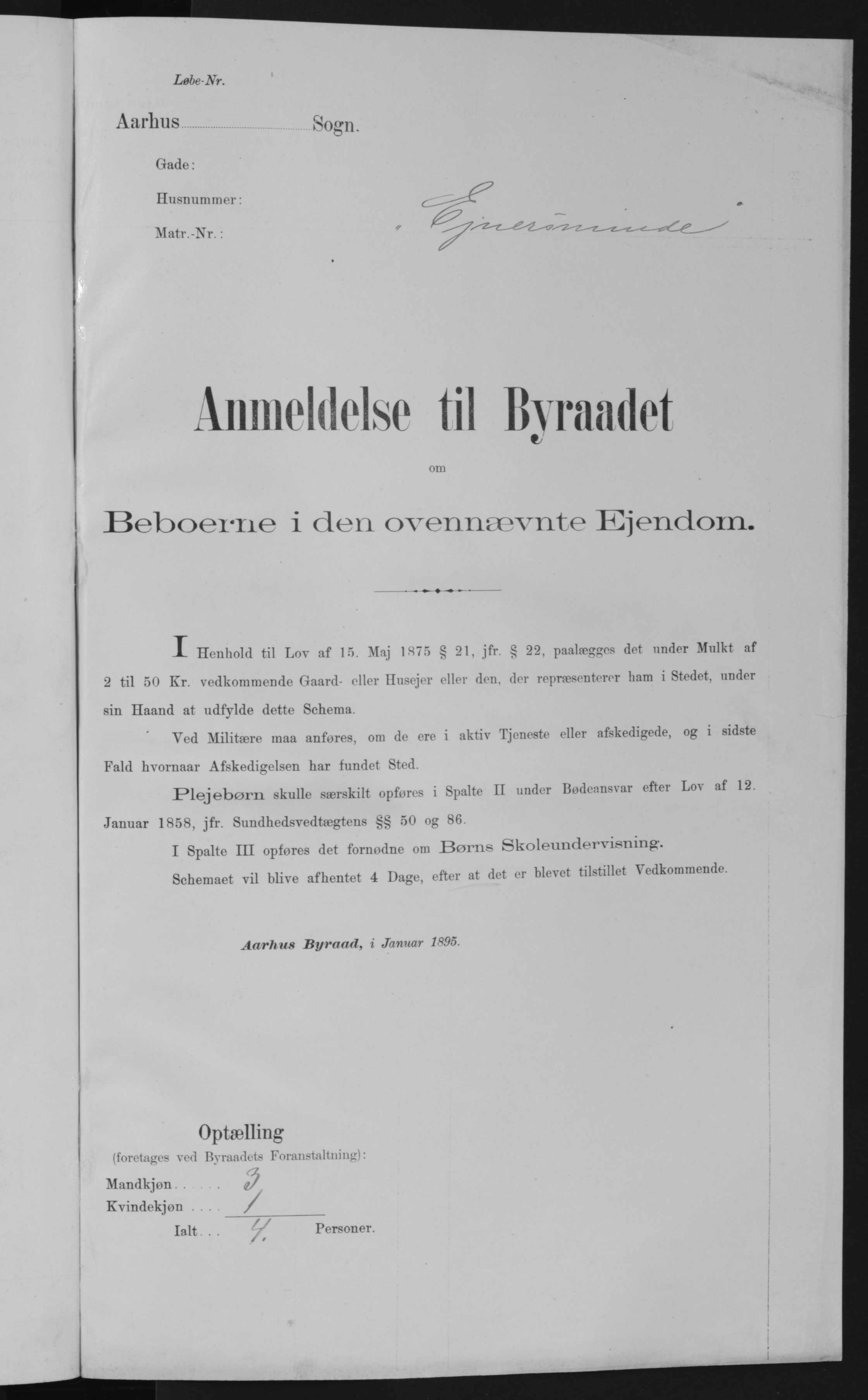 Løbe-Nr.
Aarhus Sogn.
Gade:
Husnummer:
Matr.-Nr.:
„Ejnersminde"
Anmeldelse til Byraadet
om
Beboerne i den ovennævnte Ejendom.
I Henhold til Lov af 15. Maj 1875 § 21, jfr. § 22, paalægges det under Mulkt af
2 til 50 Kr. vedkommende Gaard- eller Husejer eller den, der repræsenterer ham i Stedet, under
sin Haand at udfylde dette Schema.
Ved Militære maa anføres, om de ere i aktiv Tjeneste eller afskedigede, og i sidste
Fald hvornaar Afskedigelsen har fundet Sted.
Plejebørn skulle særskilt opføres i Spalte II under Bødeansvar efter Lov af 12.
Januar 1858, jfr. Sundhedsvedtægtens §§ 50 og 86.
I Spalte III opføres det fornødne om Børns Skoleundervisning.
Schemaet vil blive afhentet 4 Dage, efter at det er blevet tilstillet Vedkommende.
Aarhus Byraad, i Januar 1895.
Optælling
(foretages ved Byraadets Foranstaltning):
Mandkjøn...... 3
Kvindekjøn .... 1
Ialt... 4. Personer.